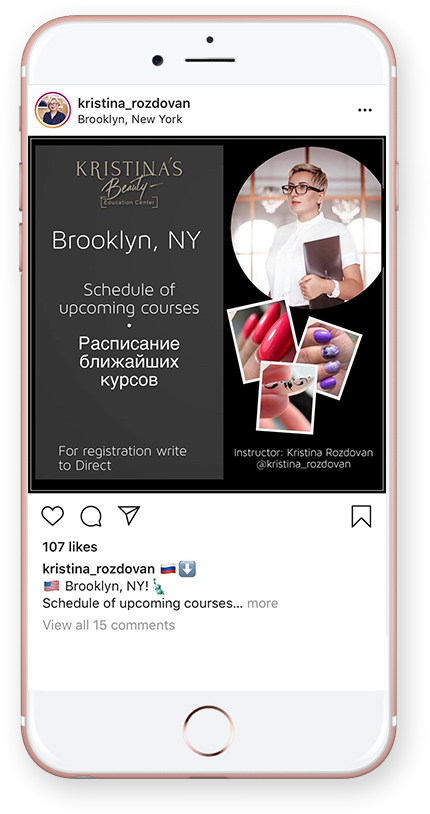 kristina_rozdovan
Brooklyn, New York
KRISTINA'S
Beauty
Education Center
Brooklyn, NY
Schedule of
upcoming courses
•
Расписание
ближайших
курсов
For registration write
to Direct
Instructor: Kristina Rozdovan
@kristina_rozdovan
107 likes
kristina_rozdovan 🇷🇺⬇️
🇺🇸 Brooklyn, NY!🗽
Schedule of upcoming courses... more
View all 15 comments